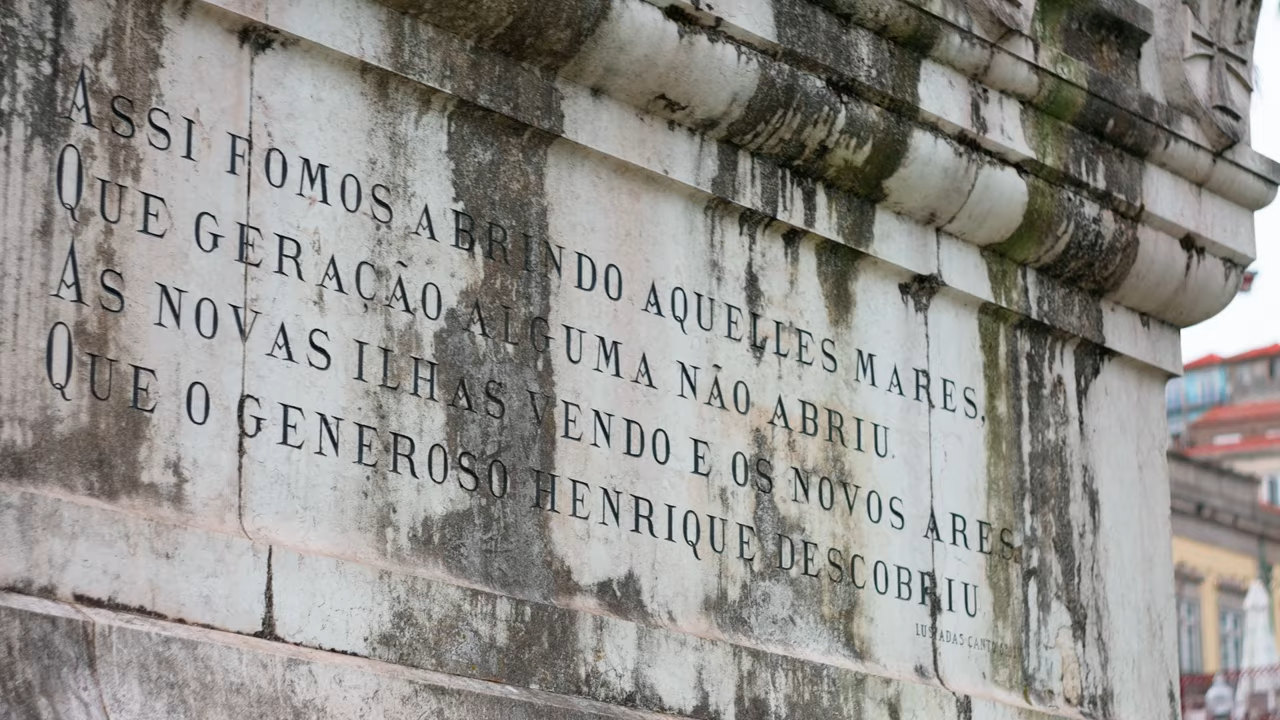 ASSI FOMOS ABRINDO AQUELLES MARES,
QUE GERAÇÃO ALGUMA NÃO ABRIU.
AS NOVAS ILHAS VENDO E OS NOVOS ARES,
QUE O GENEROSO HENRIQUE DESCOBRIU
LUSIADAS CANTO